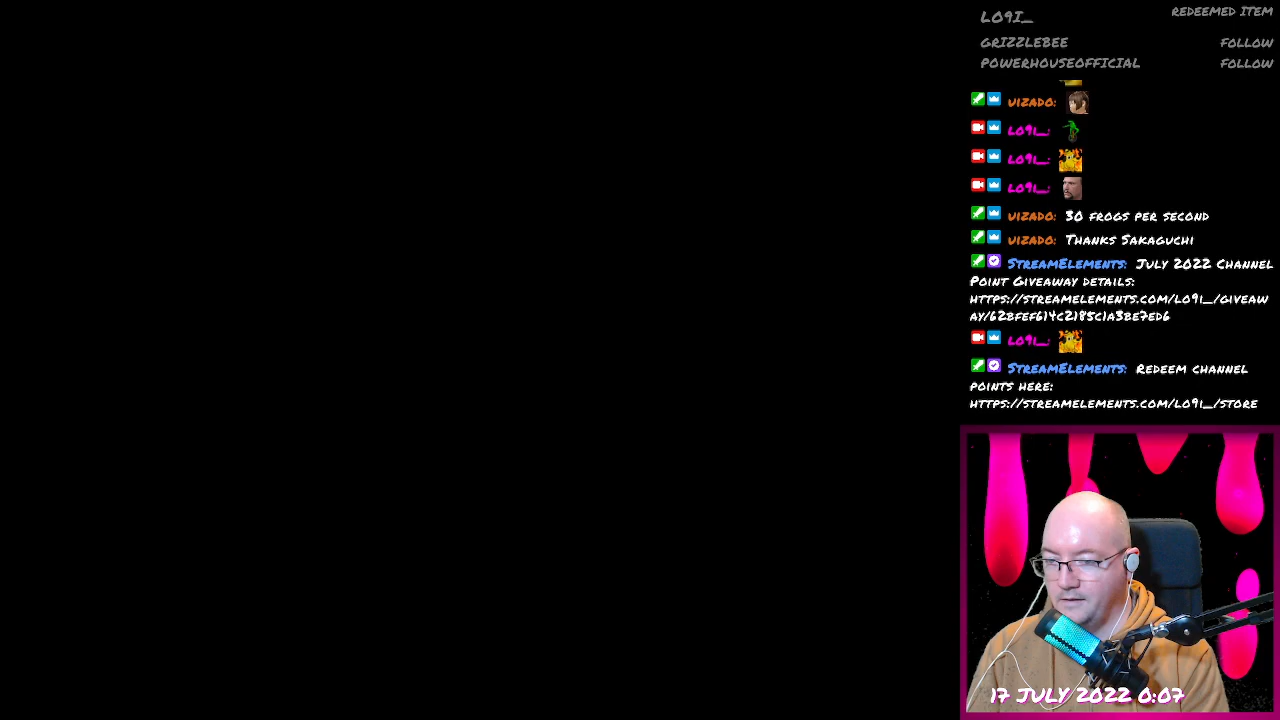 LO9I_ REDEEMED ITEM
GRIZZLEBEE FOLLOW
POWERHOUSEOFFICIAL FOLLOW
VIZADO:
LO9I_:
LO9I_:
LO9I_:
VIZADO: 30 FROGS PER SECOND
VIZADO: THANKS SAKAGUCHI
STREAMELEMENTS: JULY 2022 CHANNEL
POINT GIVEAWAY DETAILS:
HTTPS://STREAMELEMENTS.COM/LO9I_/GIVEAW
AY/62BFEF614C2185C1A3BE7ED6
LO9I_:
STREAMELEMENTS: REDEEM CHANNEL
POINTS HERE:
HTTPS://STREAMELEMENTS.COM/LO9I_/STORE
17 JULY 2022 0:07